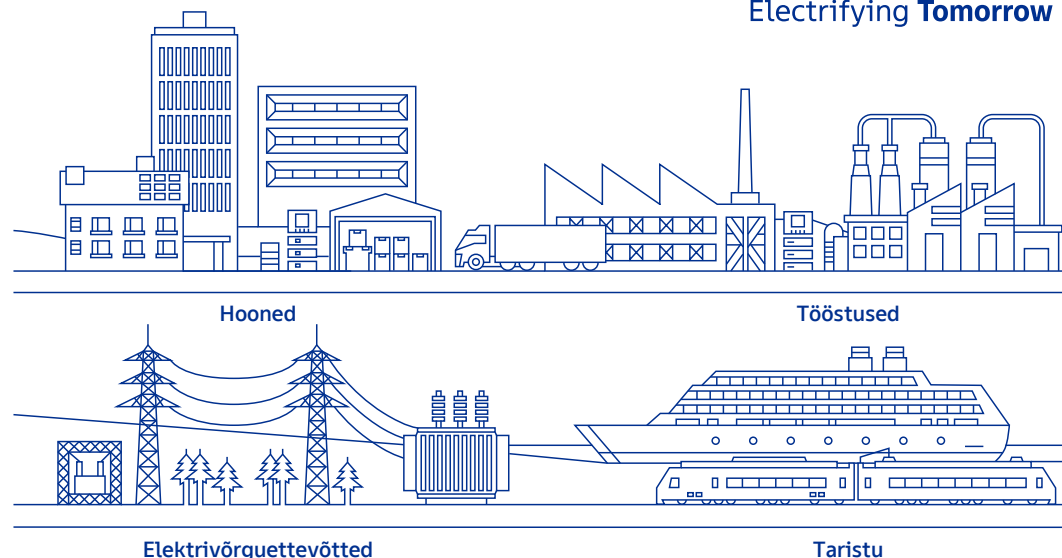 Electrifying Tomorrow
Hooned
Tööstused
Elektrivõrguettevõtted
Taristu